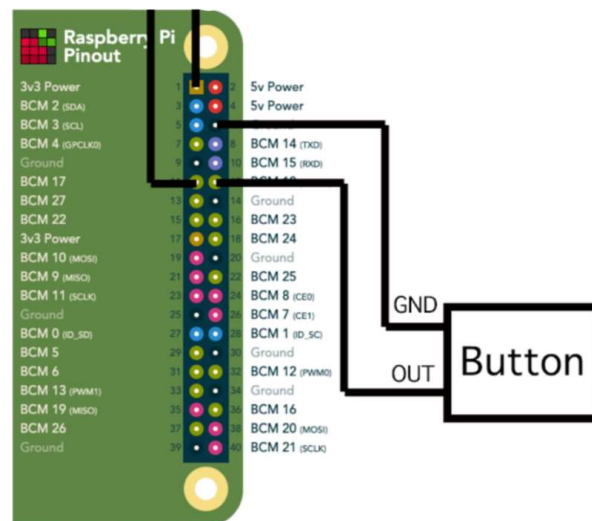 Raspberry Pi
Pinout
3v3 Power 1 2 5v Power
BCM 2 (SDA) 3 4 5v Power
BCM 3 (SCL) 5
BCM 4 (GPCLK0) 7 8 BCM 14 (TXD)
Ground 9 10 BCM 15 (RXD)
BCM 17
BCM 27 13 14 Ground
BCM 22 15 16 BCM 23
3v3 Power 17 18 BCM 24
BCM 10 (MOSI) 19 20 Ground
BCM 9 (MISO) 21 22 BCM 25
BCM 11 (SCLK) 23 24 BCM 8 (CE0)
Ground 25 26 BCM 7 (CE1)
BCM 0 (ID_SD) 27 28 BCM 1 (ID_SC)
BCM 5 29 30 Ground
BCM 6 31 32 BCM 12 (PWM0)
BCM 13 (PWM1) 33 34 Ground
BCM 19 (MISO) 35 36 BCM 16
BCM 26 37 38 BCM 20 (MOSI)
Ground 39 40 BCM 21 (SCLK)
GND
Button
OUT